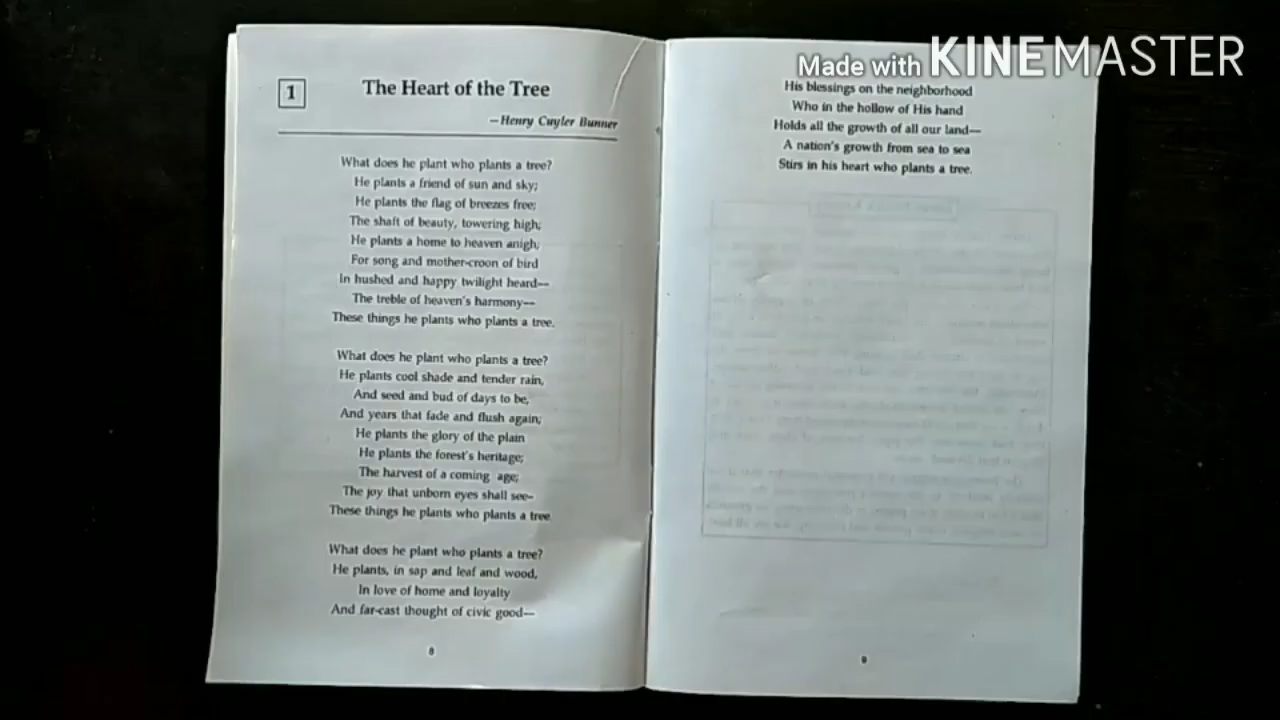 Made with KINEMASTER
1
The Heart of the Tree
—Henry Cuyler Bunner
What does he plant who plants a tree?
He plants a friend of sun and sky;
He plants the flag of breezes free;
The shaft of beauty, towering high;
He plants a home to heaven anigh;
For song and mother-croon of bird
In hushed and happy twilight heard—
The treble of heaven's harmony—
These things he plants who plants a tree.
What does he plant who plants a tree?
He plants cool shade and tender rain,
And seed and bud of days to be,
And years that fade and flush again;
He plants the glory of the plain
He plants the forest's heritage;
The harvest of a coming age;
The joy that unborn eyes shall see-
These things he plants who plants a tree.
What does he plant who plants a tree?
He plants, in sap and leaf and wood,
In love of home and loyalty
And far-cast thought of civic good—
8
His blessings on the neighborhood
Who in the hollow of His hand
Holds all the growth of all our land—
A nation's growth from sea to sea
Stirs in his heart who plants a tree.
9